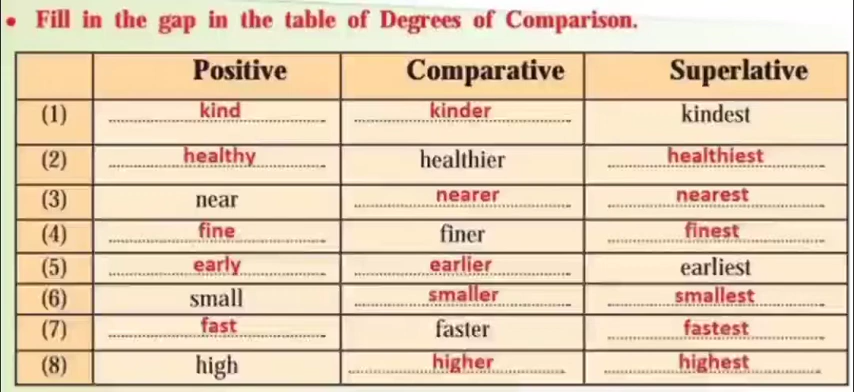 • Fill in the gap in the table of Degrees of Comparison.
Positive Comparative Superlative
(1) kind kinder kindest
(2) healthy healthier healthiest
(3) near nearer nearest
(4) fine finer finest
(5) early earlier earliest
(6) small smaller smallest
(7) fast faster fastest
(8) high higher highest